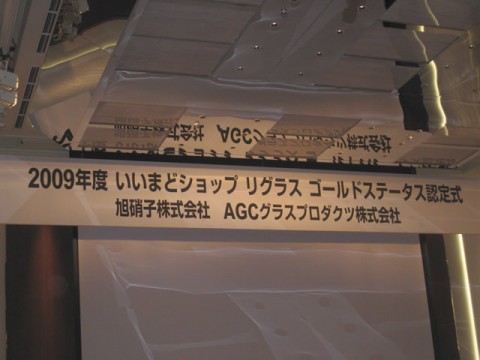 2009年度 いいまどショップ リグラス ゴールドステータス認定式
旭硝子株式会社 AGCグラスプロダクツ株式会社